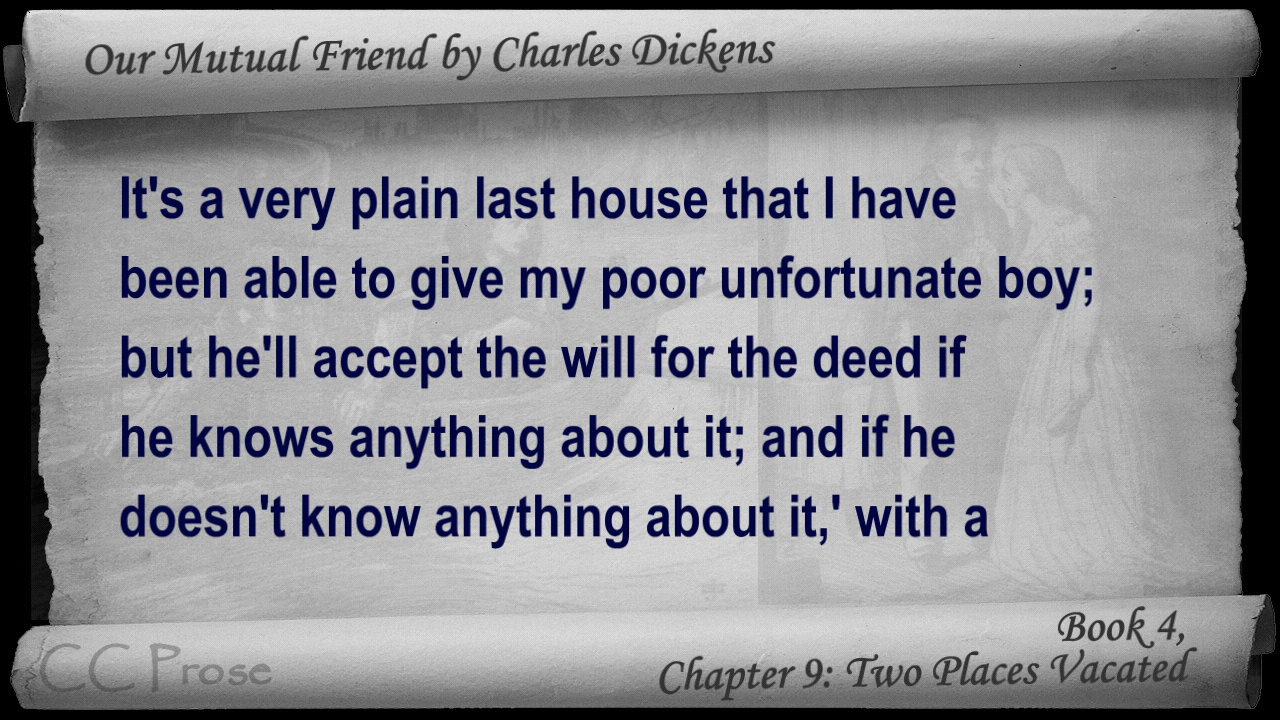 Our Mutual Friend by Charles Dickens
It's a very plain last house that I have
been able to give my poor unfortunate boy;
but he'll accept the will for the deed if
he knows anything about it; and if he
doesn't know anything about it,' with a
Book 4,
CC Prose
Chapter 9: Two Places Vacated